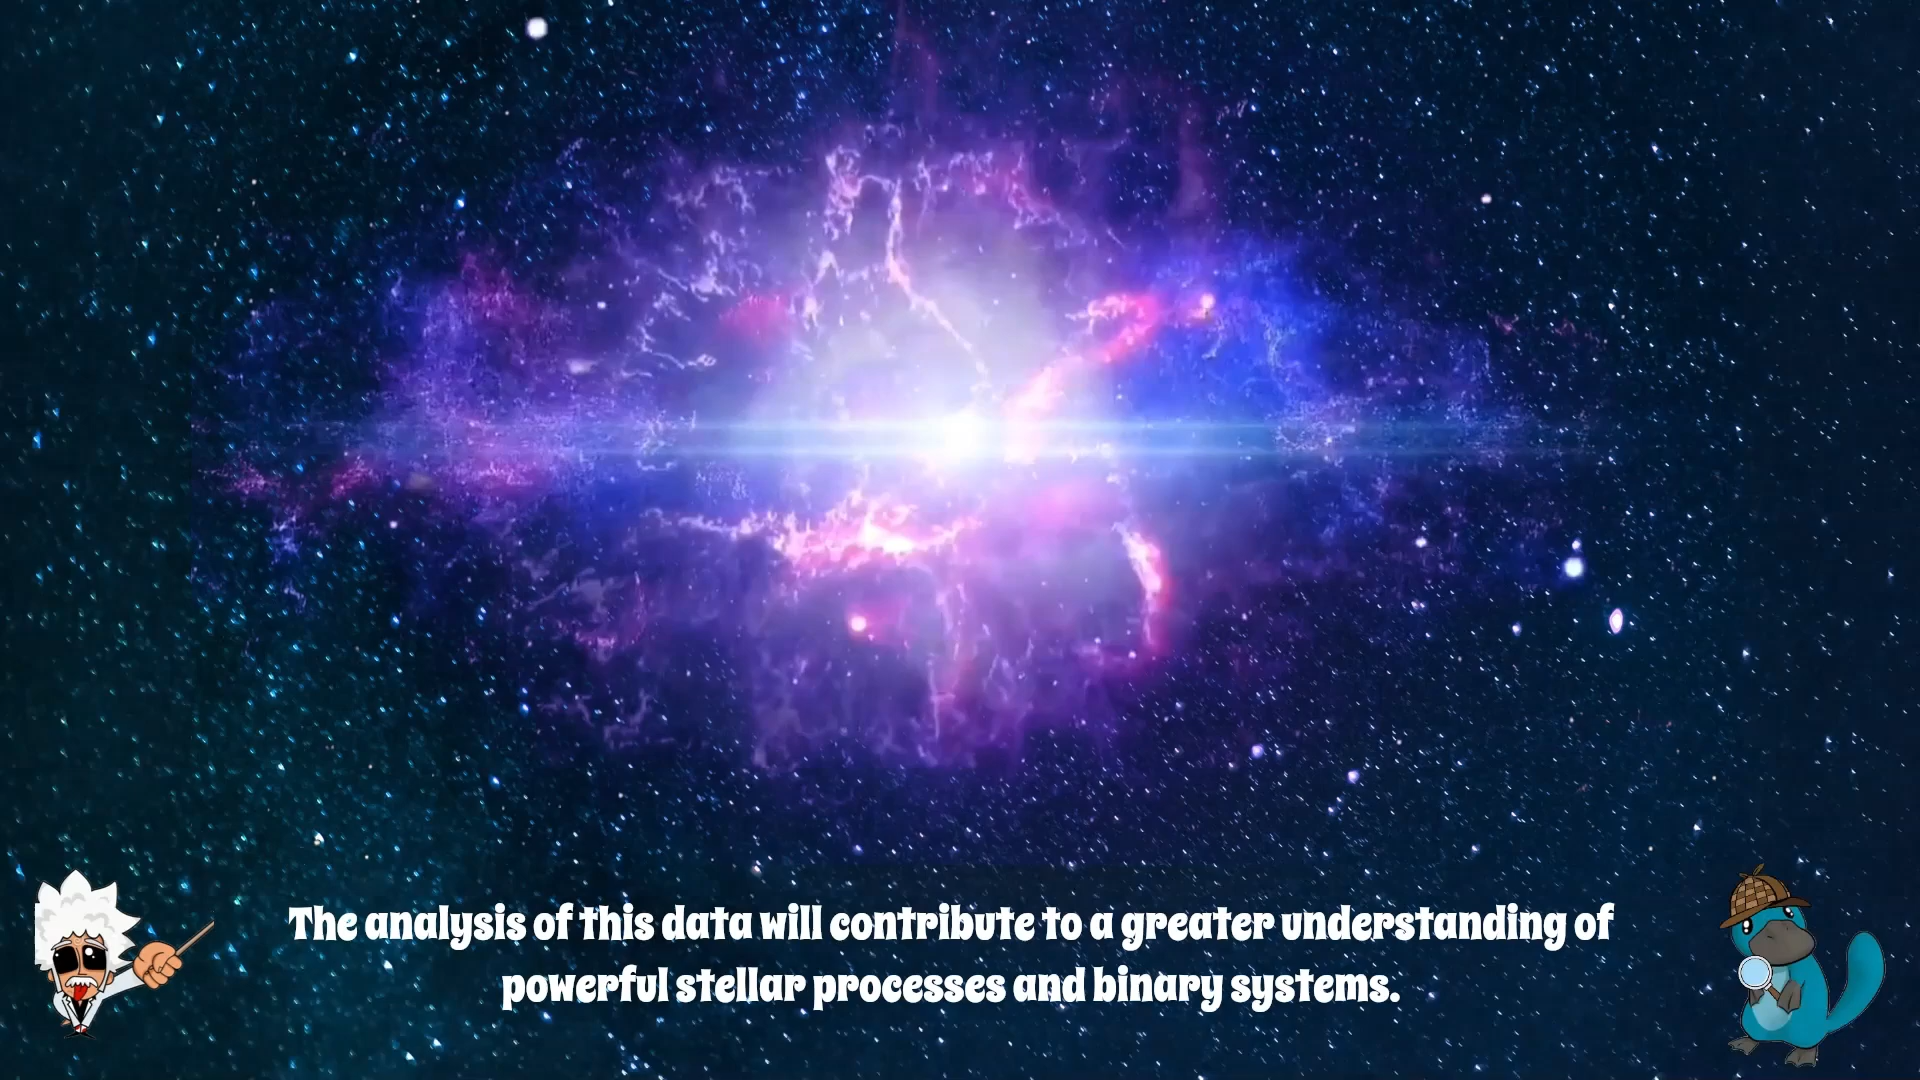 The analysis of this data will contribute to a greater understanding of
powerful stellar processes and binary systems.